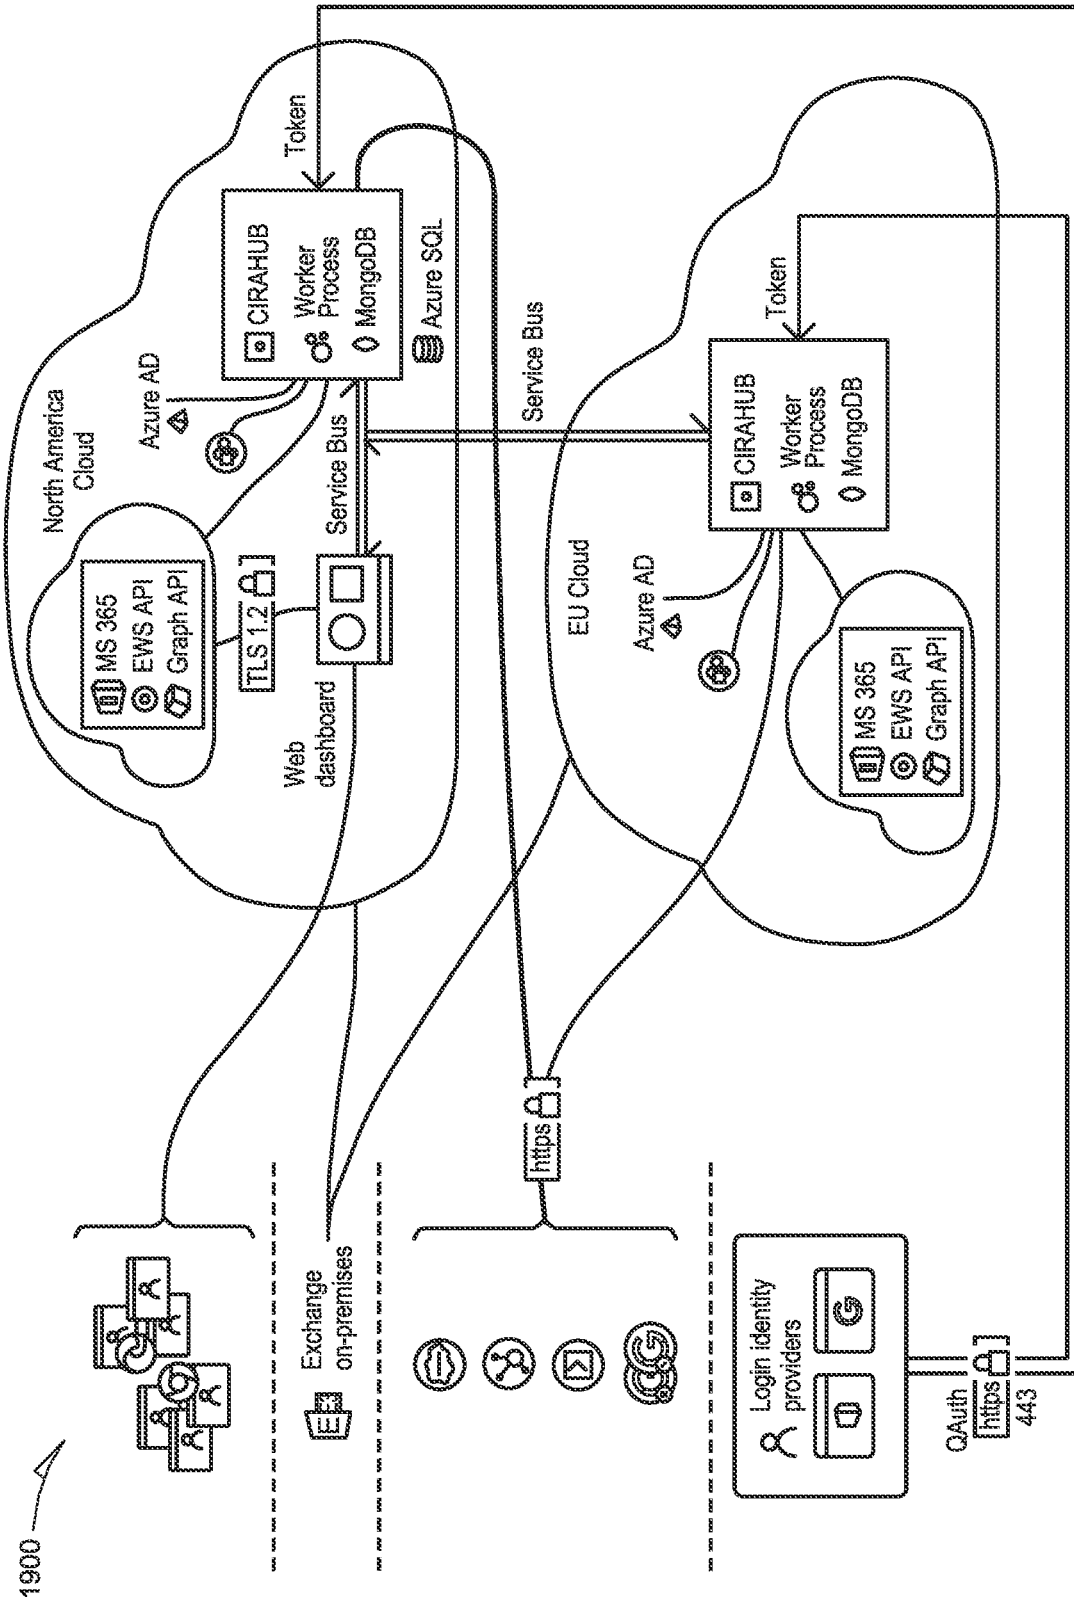 1900
North America
Cloud
MS 365
EWS API
Graph API
TLS 1.2
Web
dashboard
Azure AD
Service Bus
CIRAHUB
Worker
Process
MongoDB
Azure SQL
Token
Service Bus
EU Cloud
Azure AD
MS 365
EWS API
Graph API
CIRAHUB
Worker
Process
MongoDB
Token
Exchange
on-premises
E
https
G
Login identity
providers
G
QAuth
https
443